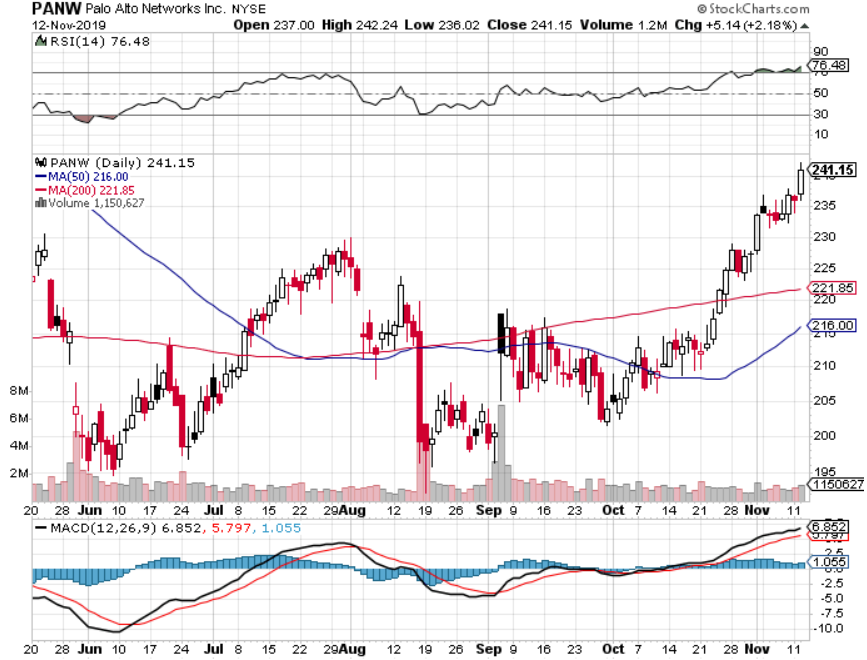 PANW Palo Alto Networks Inc. NYSE
© StockCharts.com
12-Nov-2019
Open 237.00 High 242.24 Low 236.02 Close 241.15 Volume 1.2M Chg +5.14 (+2.18%)
RSI(14) 76.48
90
76.48
70
50
30
10
PANW (Daily) 241.15
MA(50) 216.00
MA(200) 221.85
Volume 1,150,627
241.15
240
235
230
225
221.85
220
216.00
215
210
205
200
195
8M
6M
4M
2M
1150627
20 28 Jun 10 17 24 Jul 8 15 22 29 Aug 12 19 26 Sep 9 16 23 Oct 7 14 21 28 Nov 11
MACD(12,26,9) 6.852, 5.797, 1.055
6.852
5.797
2.5
1.055
0.0
-2.5
-5.0
-7.5
-10.0
20 28 Jun 10 17 24 Jul 8 15 22 29 Aug 12 19 26 Sep 9 16 23 Oct 7 14 21 28 Nov 11